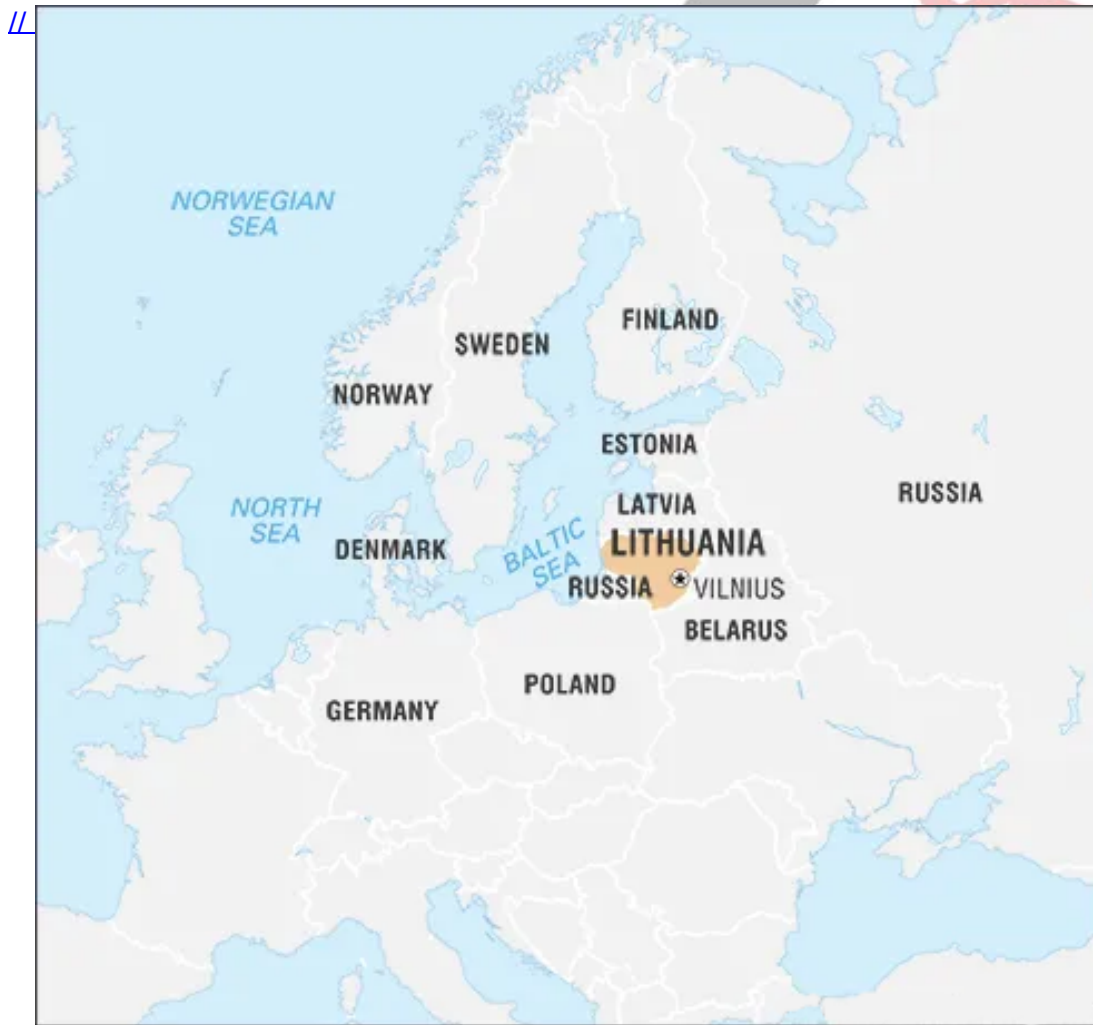 //
NORWEGIAN
SEA
FINLAND
SWEDEN
NORWAY
ESTONIA
RUSSIA
LATVIA
NORTH
SEA
LITHUANIA
DENMARK
BALTIC
SEA
RUSSIA
VILNIUS
BELARUS
POLAND
GERMANY